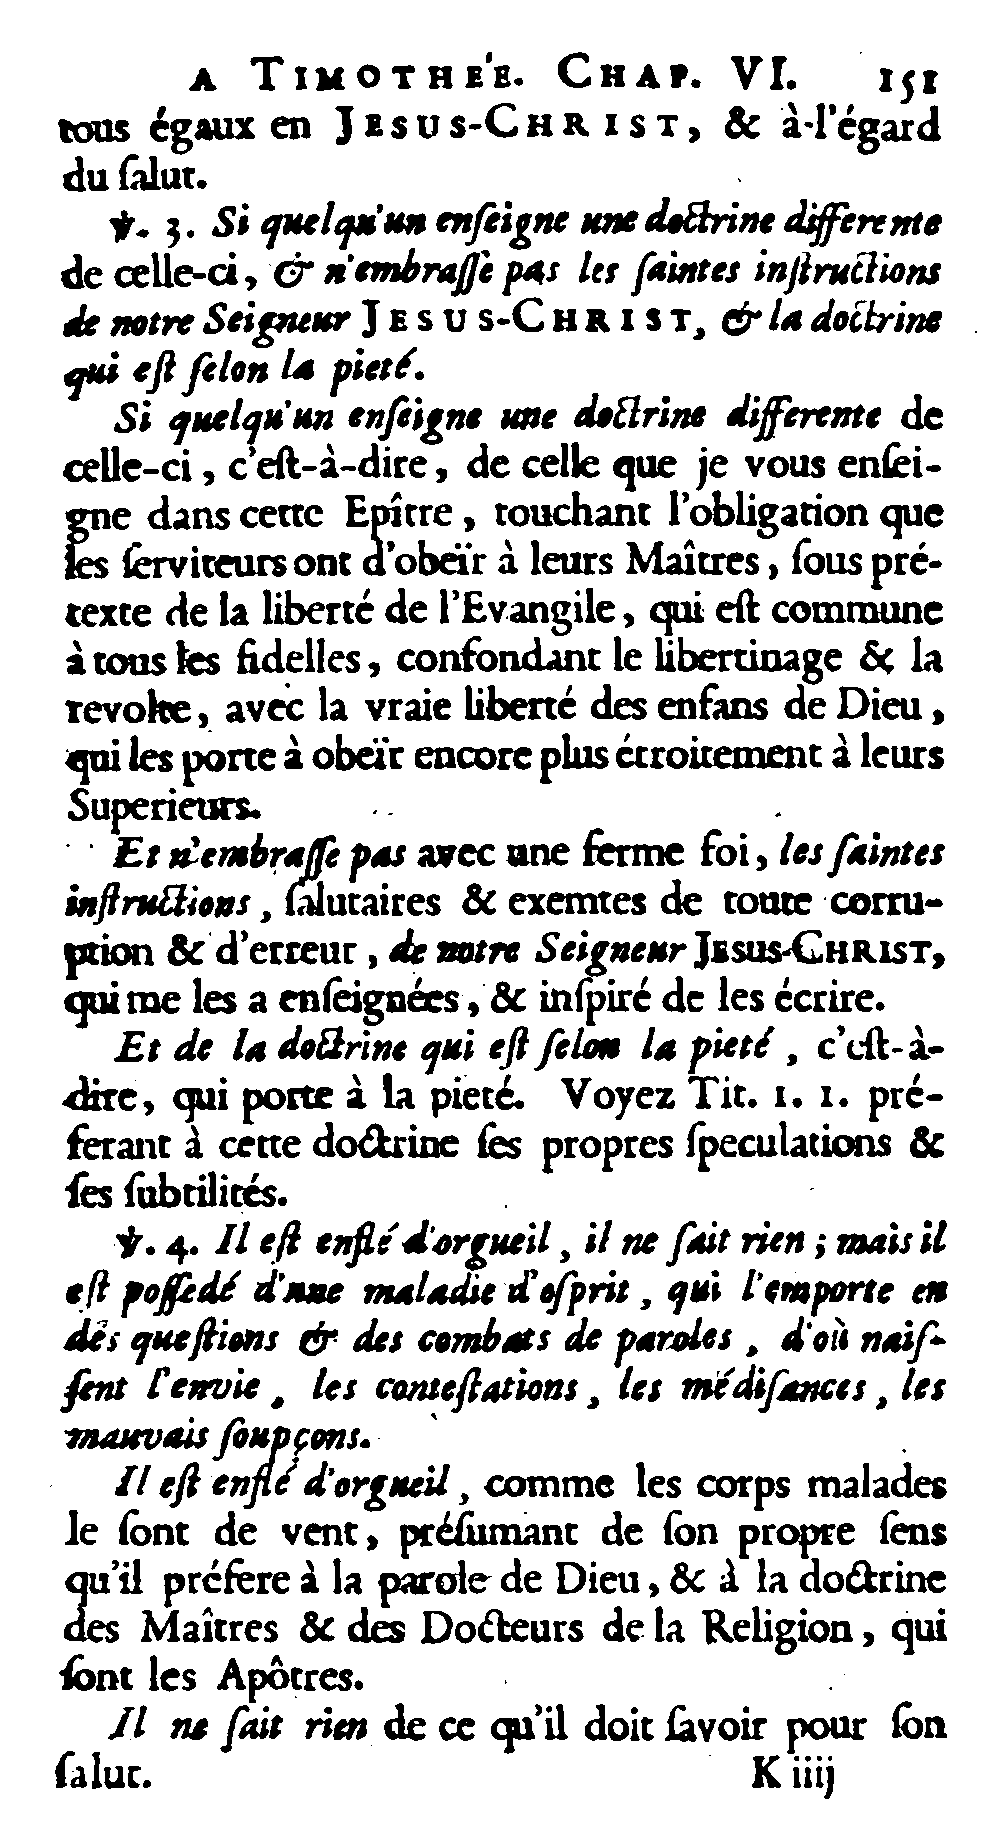 A TIMOTHÉE. CHAP. VI. 151
tous égaux en JESUS-CHRIST, & à-l'égard
du ſalut.
℣. 3. Si quelqu'un enſeigne une doctrine differente
de celle-ci, & n'embraſſe pas les ſaintes inſtructions
de notre Seigneur JESUS-CHRIST, & la doctrine
qui eſt ſelon la pieté.
Si quelqu'un enſeigne une doctrine differente de
celle-ci, c'eſt-à-dire, de celle que je vous enſei-
gne dans cette Epître, touchant l'obligation que
les ſerviteurs ont d'obeïr à leurs Maîtres, ſous pré-
texte de la liberté de l'Evangile, qui eſt commune
à tous les fidelles, confondant le libertinage & la
revolte, avec la vraie liberté des enfans de Dieu,
qui les porte à obeïr encore plus étroitement à leurs
Superieurs.
Et n'embraſſe pas avec une ferme foi, les ſaintes
inſtructions, ſalutaires & exemtes de toute corru-
ption & d'erreur, de notre Seigneur JESUS-CHRIST,
qui me les a enſeignées, & inſpiré de les écrire.
Et de la doctrine qui eſt ſelon la pieté, c'eſt-à-
dire, qui porte à la pieté. Voyez Tit. 1. 1. pré-
ferant à cette doctrine ſes propres ſpeculations &
ſes ſubtilités.
℣. 4. Il eſt enflé d'orgueil, il ne ſait rien; mais il
eſt poſſedé d'une maladie d'eſprit, qui l'emporte en
des queſtions & des combats de paroles, d'où naiſ-
ſent l'envie, les conteſtations, les médiſances, les
mauvais ſoupçons.
Il eſt enflé d'orgueil, comme les corps malades
le ſont de vent, préſumant de ſon propre ſens
qu'il préfere à la parole de Dieu, & à la doctrine
des Maîtres & des Docteurs de la Religion, qui
ſont les Apôtres.
Il ne ſait rien de ce qu'il doit ſavoir pour ſon
ſalut. K iiij